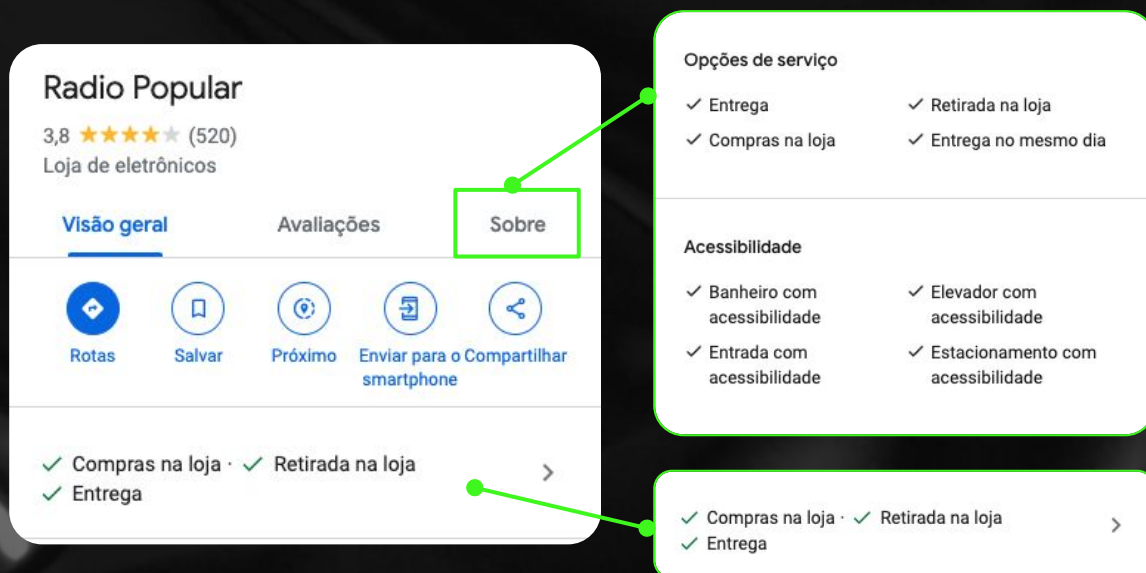 Radio Popular
3,8 ★★★★★ (520)
Loja de eletrônicos
Visão geral Avaliações Sobre
Rotas Salvar Próximo Enviar para o Compartilhar
smartphone
✓ Compras na loja · ✓ Retirada na loja
✓ Entrega
Opções de serviço
✓ Entrega ✓ Retirada na loja
✓ Compras na loja ✓ Entrega no mesmo dia
Acessibilidade
✓ Banheiro com ✓ Elevador com
acessibilidade acessibilidade
✓ Entrada com ✓ Estacionamento com
acessibilidade acessibilidade
✓ Compras na loja · ✓ Retirada na loja
✓ Entrega